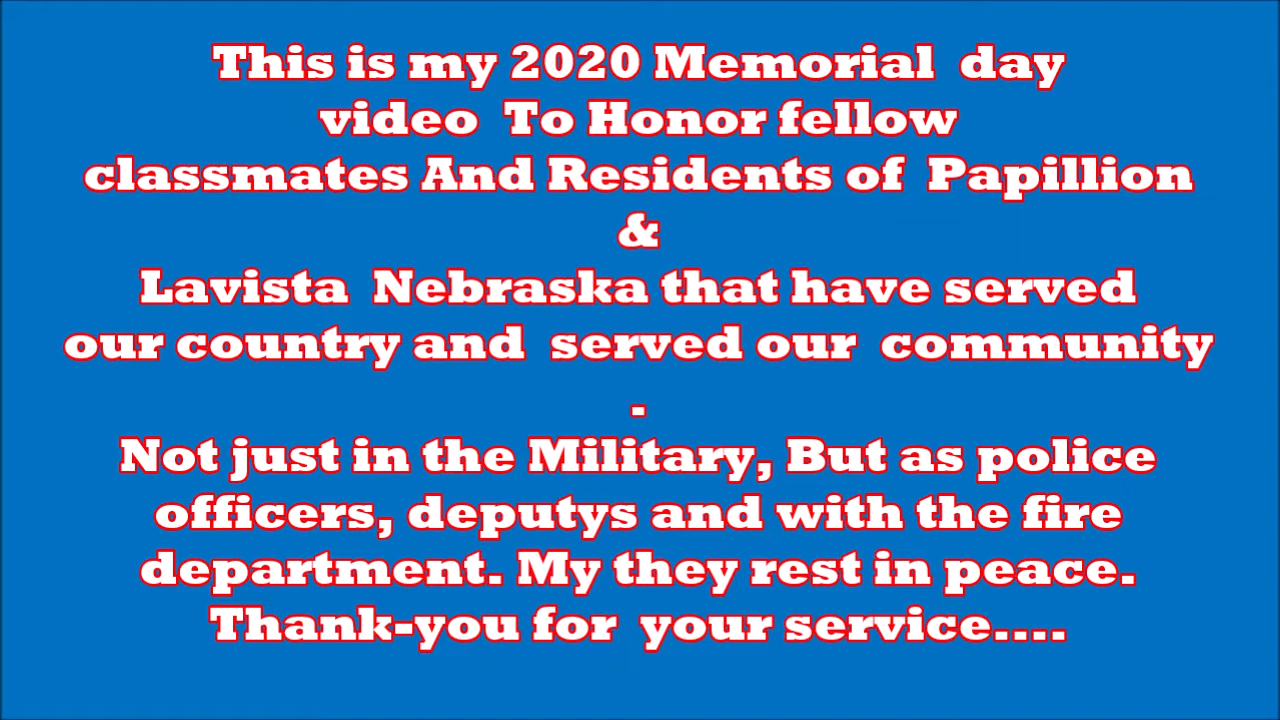 This is my 2020 Memorial day
video To Honor fellow
classmates And Residents of Papillion
&
Lavista Nebraska that have served
our country and served our community
.
Not just in the Military, But as police
officers, deputys and with the fire
department. My they rest in peace.
Thank-you for your service....